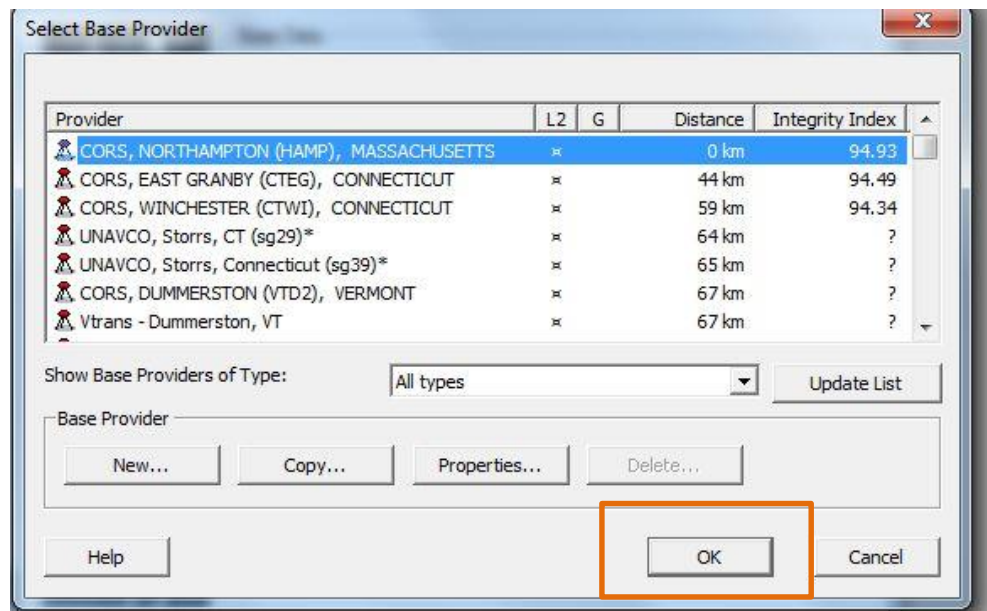 Select Base Provider
Provider L2 G Distance Integrity Index
CORS, NORTHAMPTON (HAMP), MASSACHUSETTS ¤ 0 km 94.93
CORS, EAST GRANBY (CTEG), CONNECTICUT ¤ 44 km 94.49
CORS, WINCHESTER (CTWI), CONNECTICUT ¤ 59 km 94.34
UNAVCO, Storrs, CT (sg29)* ¤ 64 km ?
UNAVCO, Storrs, Connecticut (sg39)* ¤ 65 km ?
CORS, DUMMERSTON (VTD2), VERMONT ¤ 67 km ?
Vtrans - Dummerston, VT ¤ 67 km ?
Show Base Providers of Type: All types Update List
Base Provider
New... Copy... Properties... Delete...
Help OK Cancel